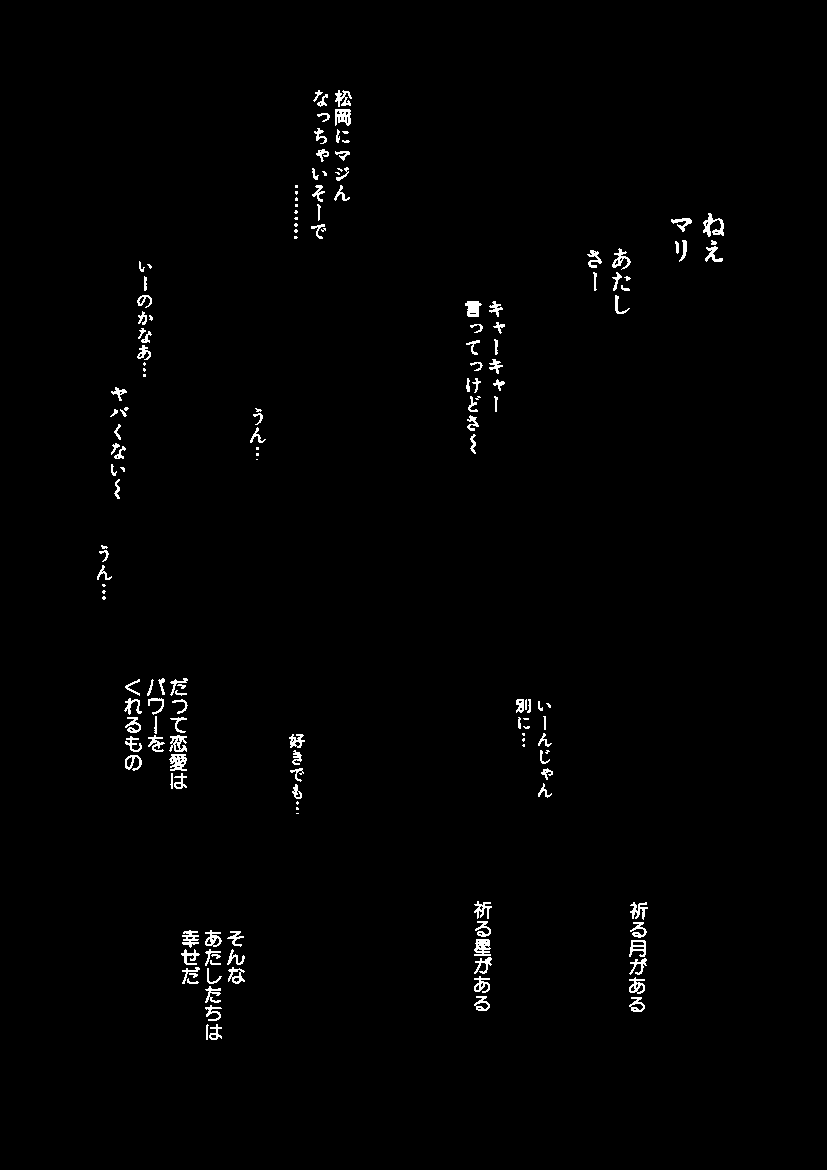 ねえ
マリ
あたし
さー
キャーキャー
言ってっけどさ〜
松岡にマジん
なっちゃいそーで
………
うん…
いーのかなあ…
ヤバくない〜
うん…
いーんじゃん
別に…
好きでも…
だって恋愛は
パワーを
くれるもの
祈る月がある
祈る星がある
そんな
あたしたちは
幸せだ